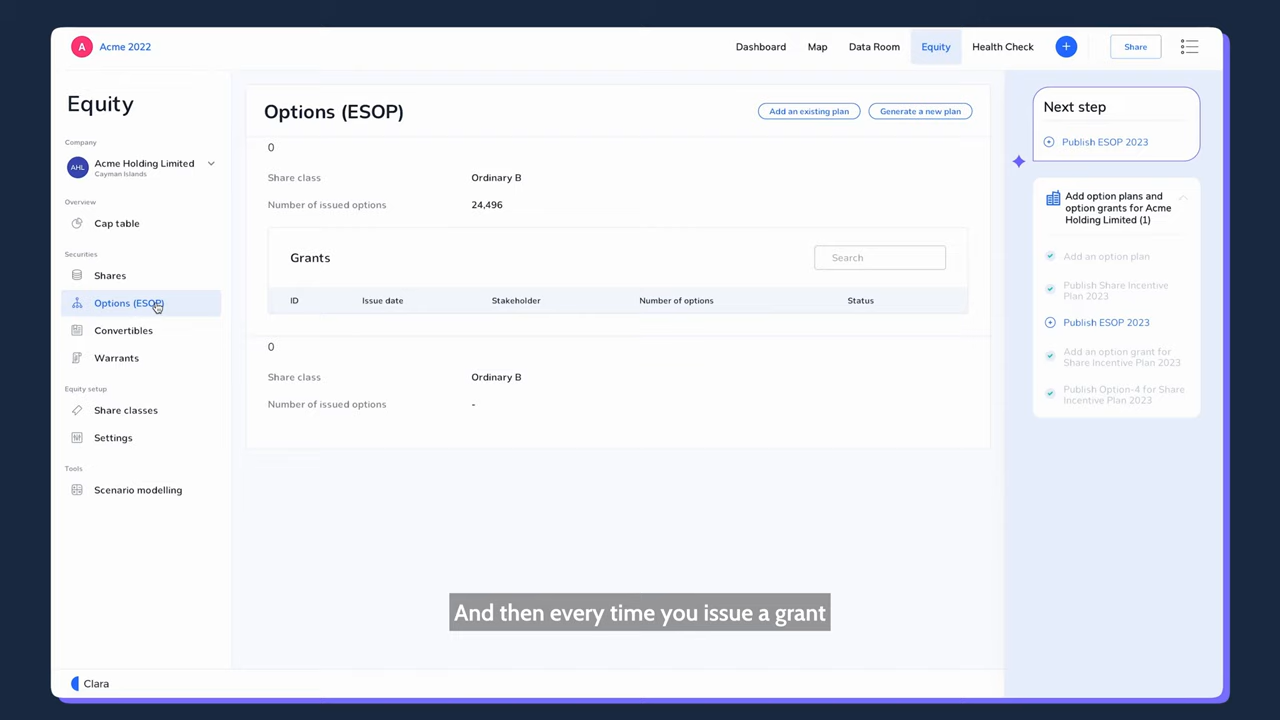 A Acme 2022
Dashboard Map Data Room Equity Health Check + Share
Equity
Company
AHL Acme Holding Limited
Cayman Islands
Overview
Cap table
Securities
Shares
Options (ESOP)
Convertibles
Warrants
Equity setup
Share classes
Settings
Tools
Scenario modelling
Options (ESOP)
Add an existing plan Generate a new plan
0
Share class Ordinary B
Number of issued options 24,496
Grants Search
ID Issue date Stakeholder Number of options Status
0
Share class Ordinary B
Number of issued options -
Next step
Publish ESOP 2023
Add option plans and
option grants for Acme
Holding Limited (1)
Add an option plan
Publish Share Incentive
Plan 2023
Publish ESOP 2023
Add an option grant for
Share Incentive Plan 2023
Publish Option-4 for Share
Incentive Plan 2023
And then every time you issue a grant
Clara